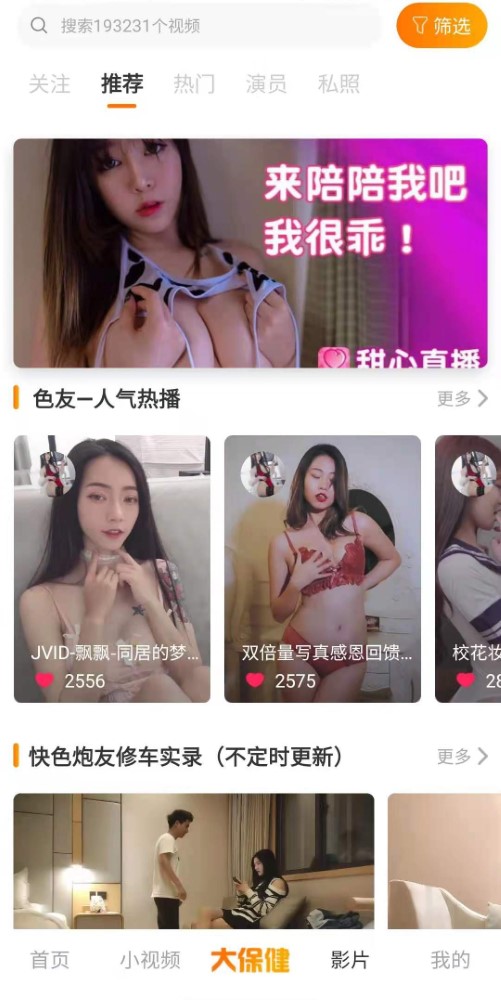 搜索193231个视频
筛选
关注 推荐 热门 演员 私照
来陪陪我吧
我很乖！
甜心直播
色友—人气热播 更多
JVID-飘飘-同居的梦...
2556
双倍量写真感恩回馈...
2575
校花妆
28
快色炮友修车实录（不定时更新） 更多
首页 小视频 大保健 影片 我的